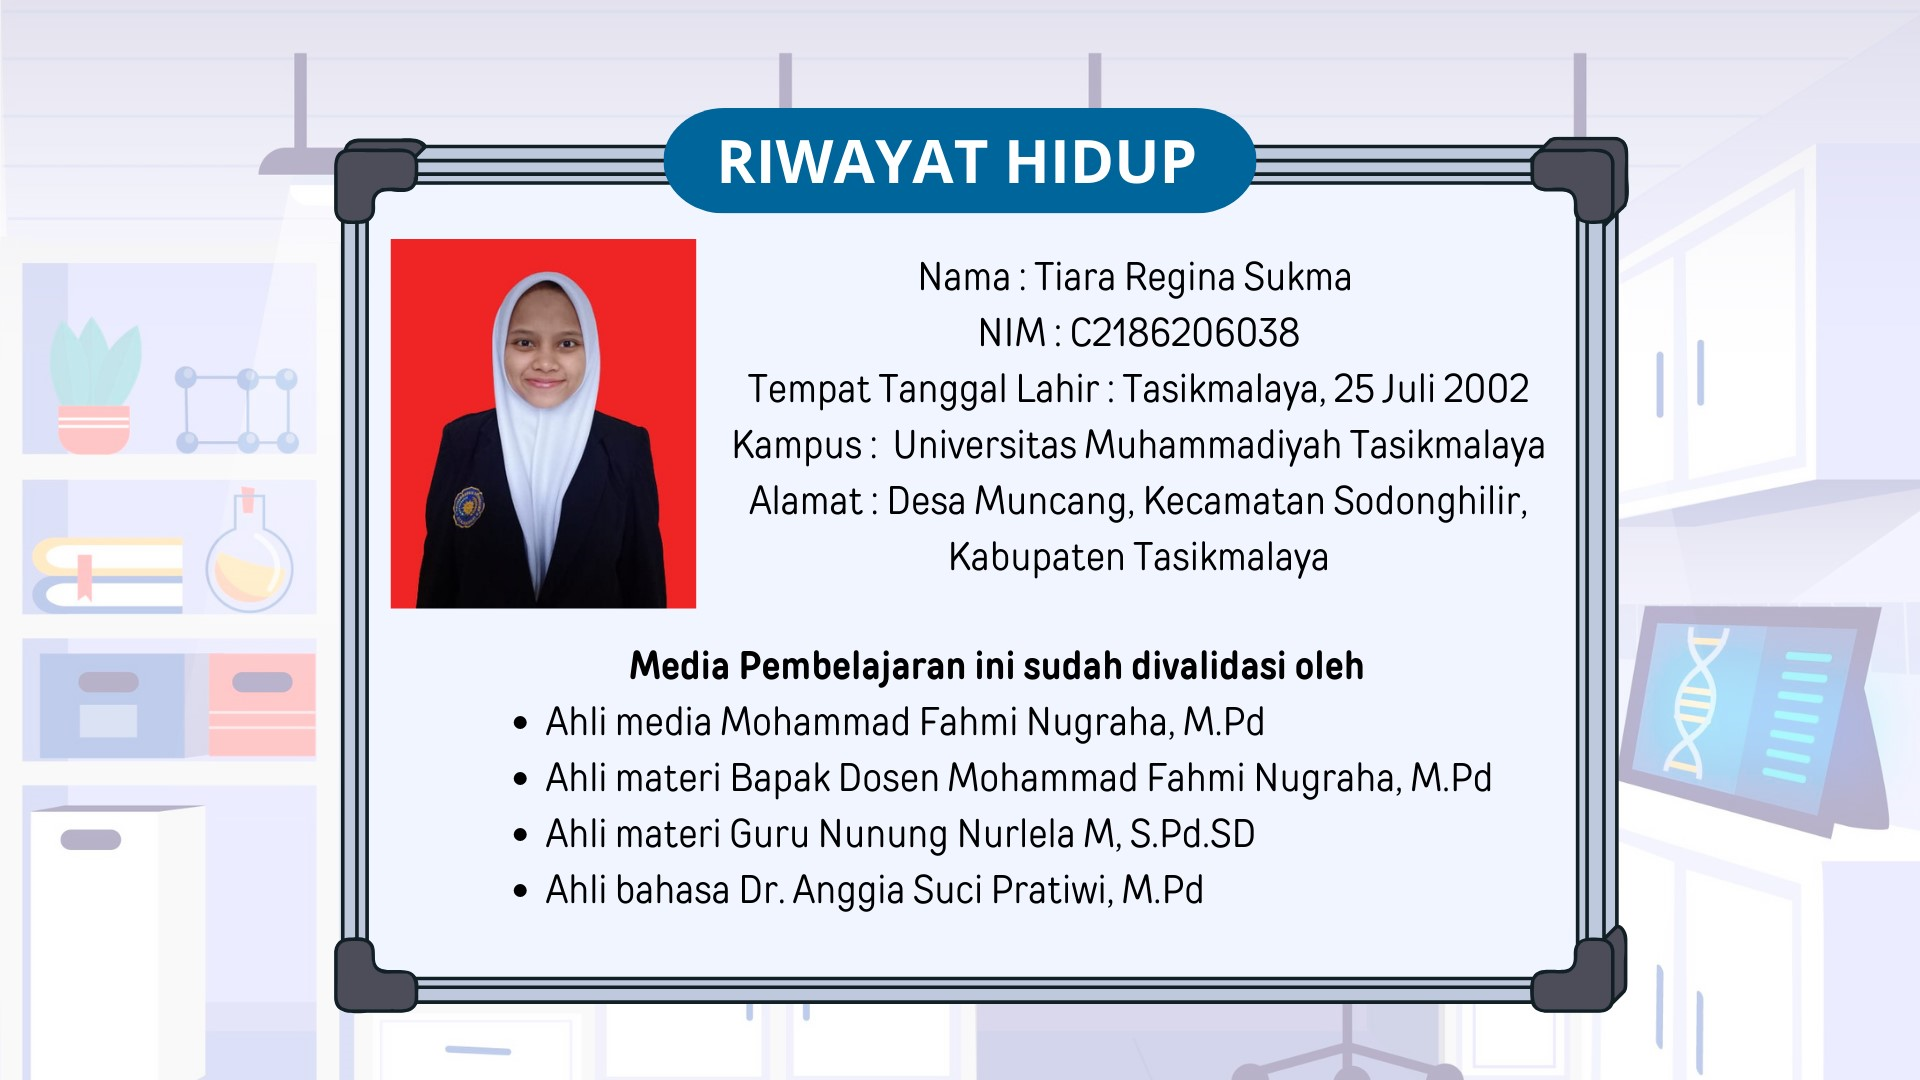 RIWAYAT HIDUP
Nama : Tiara Regina Sukma
NIM : C2186206038
Tempat Tanggal Lahir : Tasikmalaya, 25 Juli 2002
Kampus :  Universitas Muhammadiyah Tasikmalaya
Alamat : Desa Muncang, Kecamatan Sodonghilir,
Kabupaten Tasikmalaya
Media Pembelajaran ini sudah divalidasi oleh
• Ahli media Mohammad Fahmi Nugraha, M.Pd
• Ahli materi Bapak Dosen Mohammad Fahmi Nugraha, M.Pd
• Ahli materi Guru Nunung Nurlela M, S.Pd.SD
• Ahli bahasa Dr. Anggia Suci Pratiwi, M.Pd